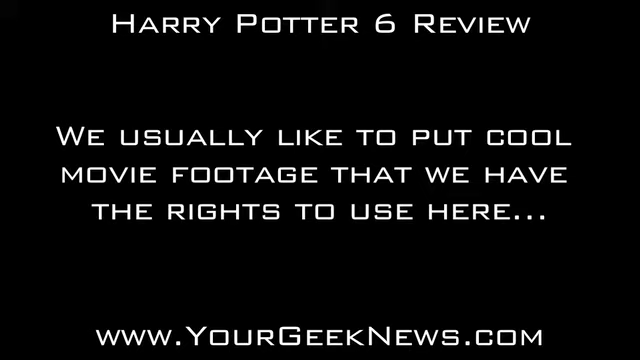 Harry Potter 6 Review
We usually like to put cool
movie footage that we have
the rights to use here...
www.YourGeekNews.com